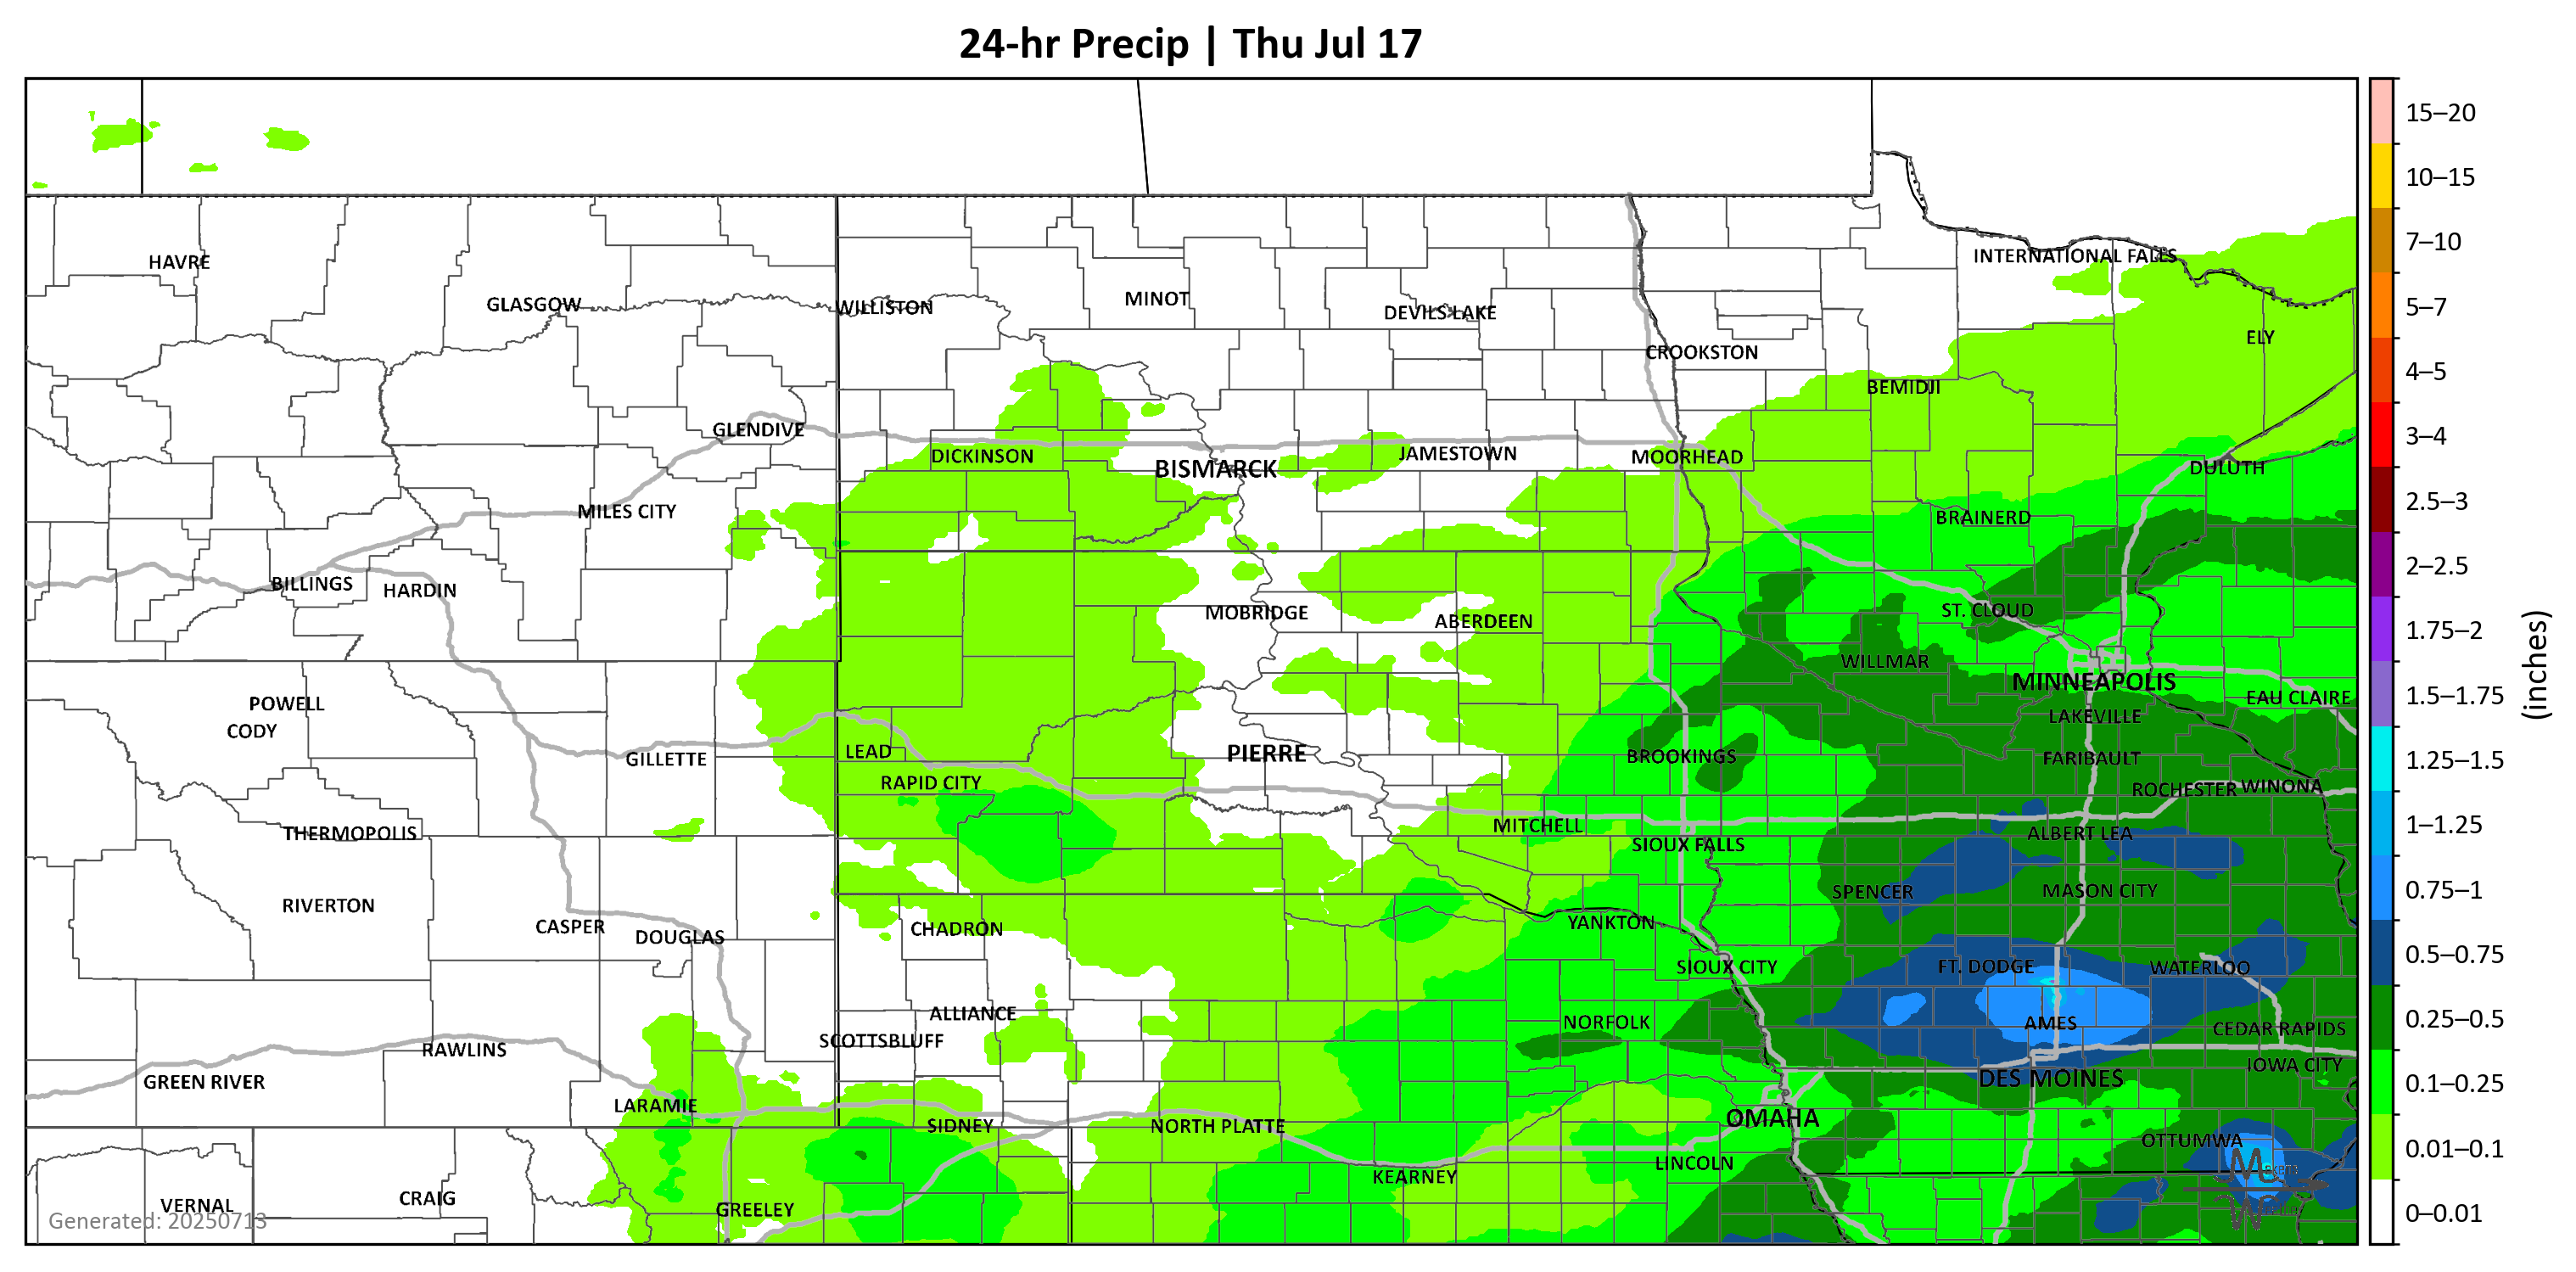 24-hr Precip | Thu Jul 17
15–20
10–15
7–10
5–7
4–5
3–4
2.5–3
2–2.5
1.75–2
1.5–1.75
1.25–1.5
1–1.25
0.75–1
0.5–0.75
0.25–0.5
0.1–0.25
0.01–0.1
0–0.01
(inches)
HAVRE
INTERNATIONAL FALLS
GLASGOW
WILLISTON
MINOT
DEVILS LAKE
ELY
CROOKSTON
BEMIDJI
GLENDIVE
DICKINSON
BISMARCK
JAMESTOWN
MOORHEAD
DULUTH
MILES CITY
BRAINERD
BILLINGS
HARDIN
MOBRIDGE
ABERDEEN
ST. CLOUD
WILLMAR
MINNEAPOLIS
EAU CLAIRE
POWELL
CODY
LAKEVILLE
GILLETTE
LEAD
PIERRE
BROOKINGS
FARIBAULT
RAPID CITY
ROCHESTER
WINONA
THERMOPOLIS
MITCHELL
ALBERT LEA
SIOUX FALLS
RIVERTON
SPENCER
MASON CITY
CASPER
DOUGLAS
CHADRON
YANKTON
SIOUX CITY
FT. DODGE
WATERLOO
ALLIANCE
NORFOLK
AMES
CEDAR RAPIDS
SCOTTSBLUFF
RAWLINS
IOWA CITY
GREEN RIVER
DES MOINES
LARAMIE
SIDNEY
NORTH PLATTE
OMAHA
OTTUMWA
LINCOLN
KEARNEY
VERNAL
CRAIG
GREELEY
Generated: 20250713